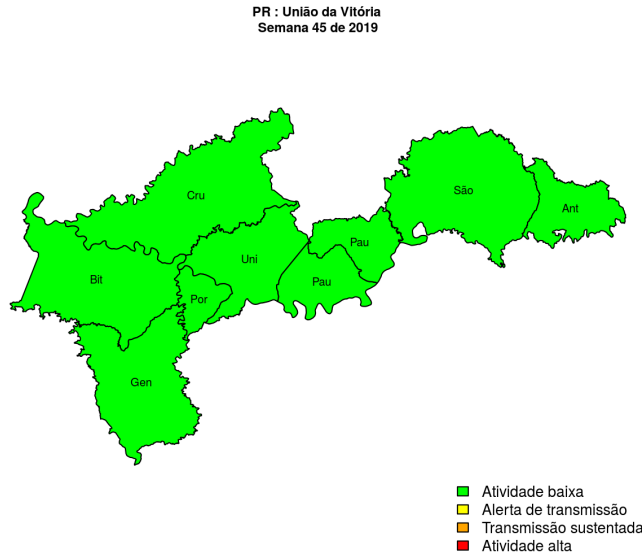 PR : União da Vitória
Semana 45 de 2019
Cru
São
Ant
Pau
Uni
Bit
Pau
Por
Gen
Atividade baixa
Alerta de transmissão
Transmissão sustentada
Atividade alta